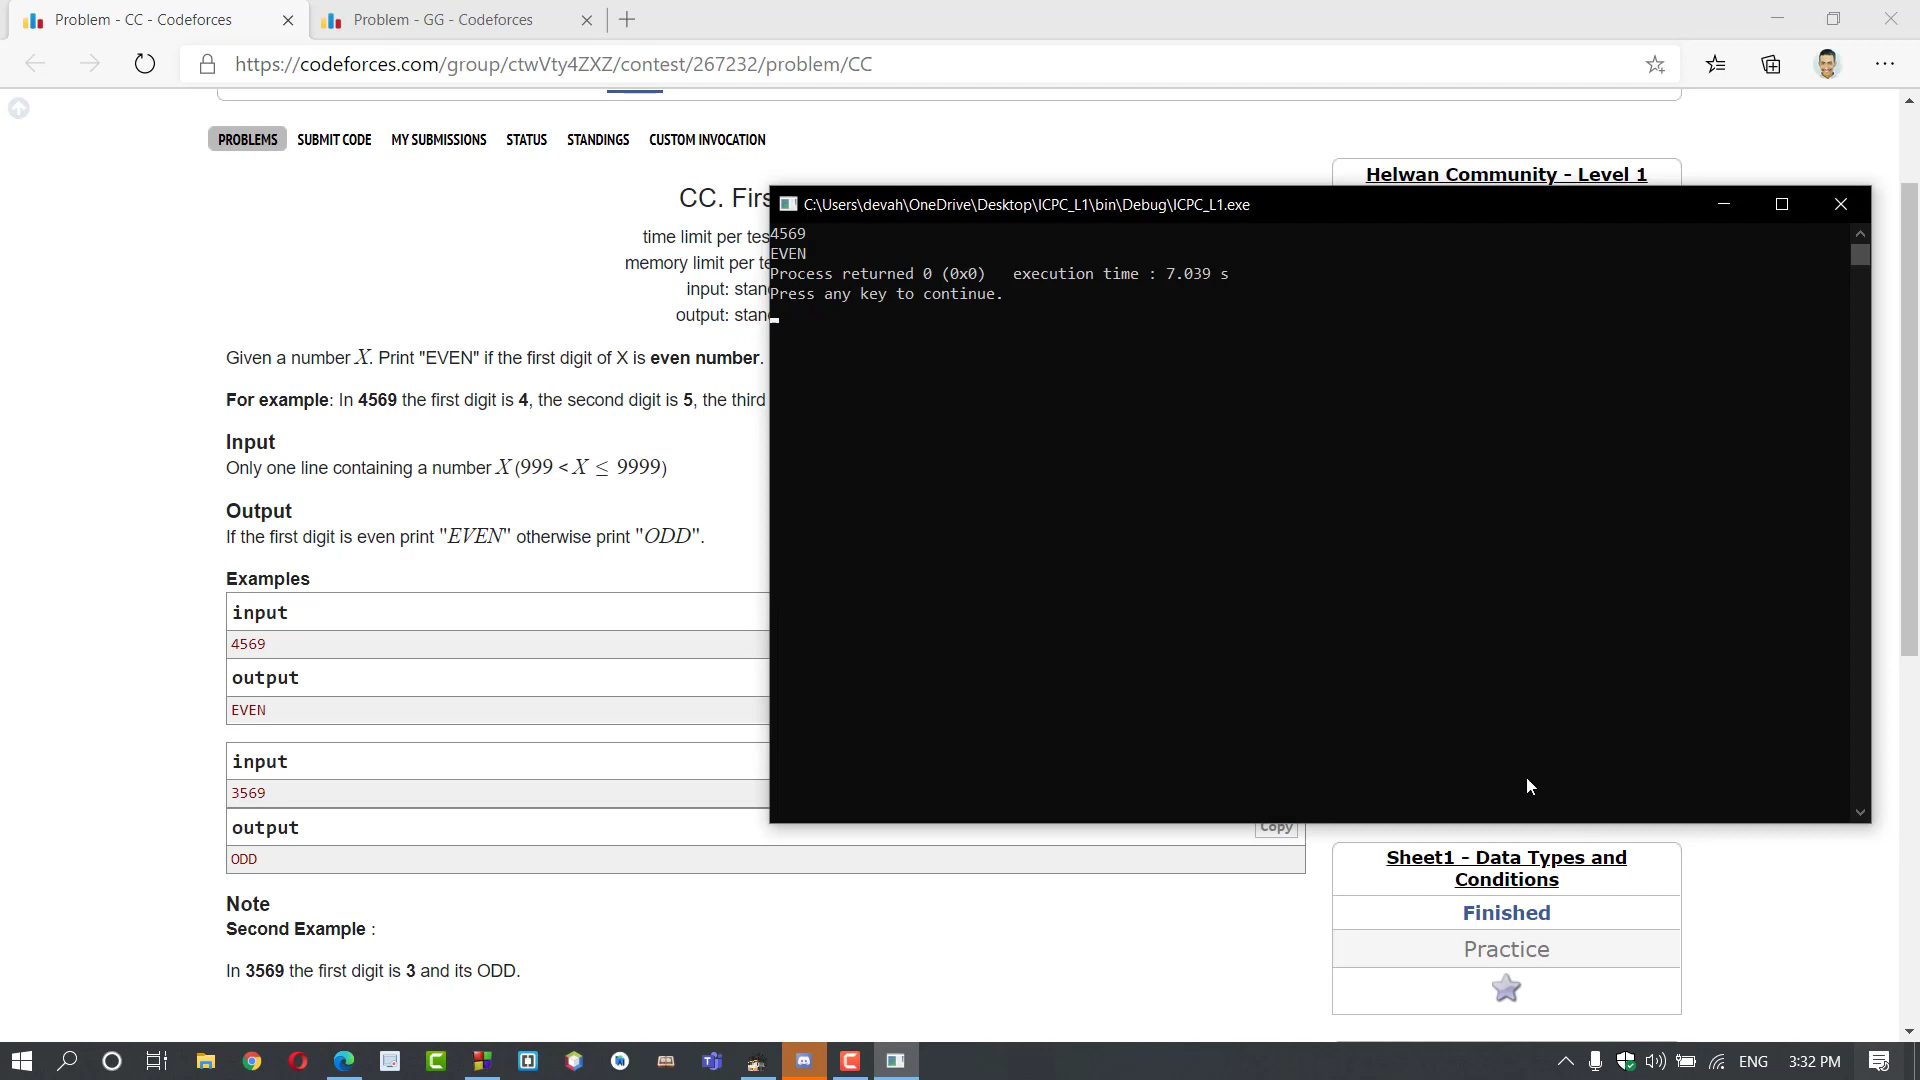 Problem - CC - Codeforces
Problem - GG - Codeforces
https://codeforces.com/group/ctwVty4ZXZ/contest/267232/problem/CC
PROBLEMS SUBMIT CODE MY SUBMISSIONS STATUS STANDINGS CUSTOM INVOCATION
Helwan Community - Level 1
CC. Firs
time limit per tes
memory limit per te
input: stan
output: stan
C:\Users\devah\OneDrive\Desktop\ICPC_L1\bin\Debug\ICPC_L1.exe
4569
EVEN
Process returned 0 (0x0)   execution time : 7.039 s
Press any key to continue.
Given a number X. Print "EVEN" if the first digit of X is even number.
For example: In 4569 the first digit is 4, the second digit is 5, the third
Input
Only one line containing a number X (999 < X ≤ 9999)
Output
If the first digit is even print "EVEN" otherwise print "ODD".
Examples
input
4569
output
EVEN
input
3569
output
Copy
ODD
Note
Second Example :
In 3569 the first digit is 3 and its ODD.
Sheet1 - Data Types and
Conditions
Finished
Practice
ENG
3:32 PM